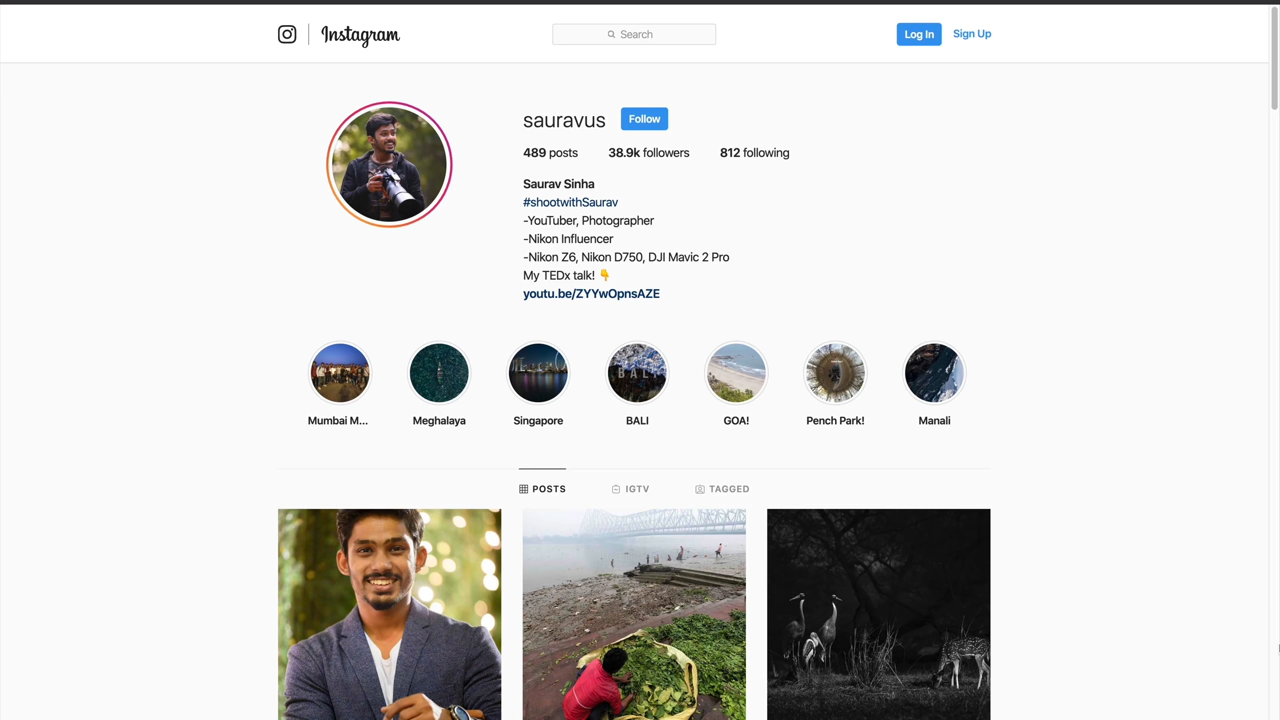 Instagram
Search
Log In
Sign Up
sauravus
Follow
489 posts
38.9k followers
812 following
Saurav Sinha
#shootwithSaurav
-YouTuber, Photographer
-Nikon Influencer
-Nikon Z6, Nikon D750, DJI Mavic 2 Pro
My TEDx talk! 👇
youtu.be/ZYYwOpnsAZE
BALI
Mumbai M...
Meghalaya
Singapore
BALI
GOA!
Pench Park!
Manali
POSTS
IGTV
TAGGED